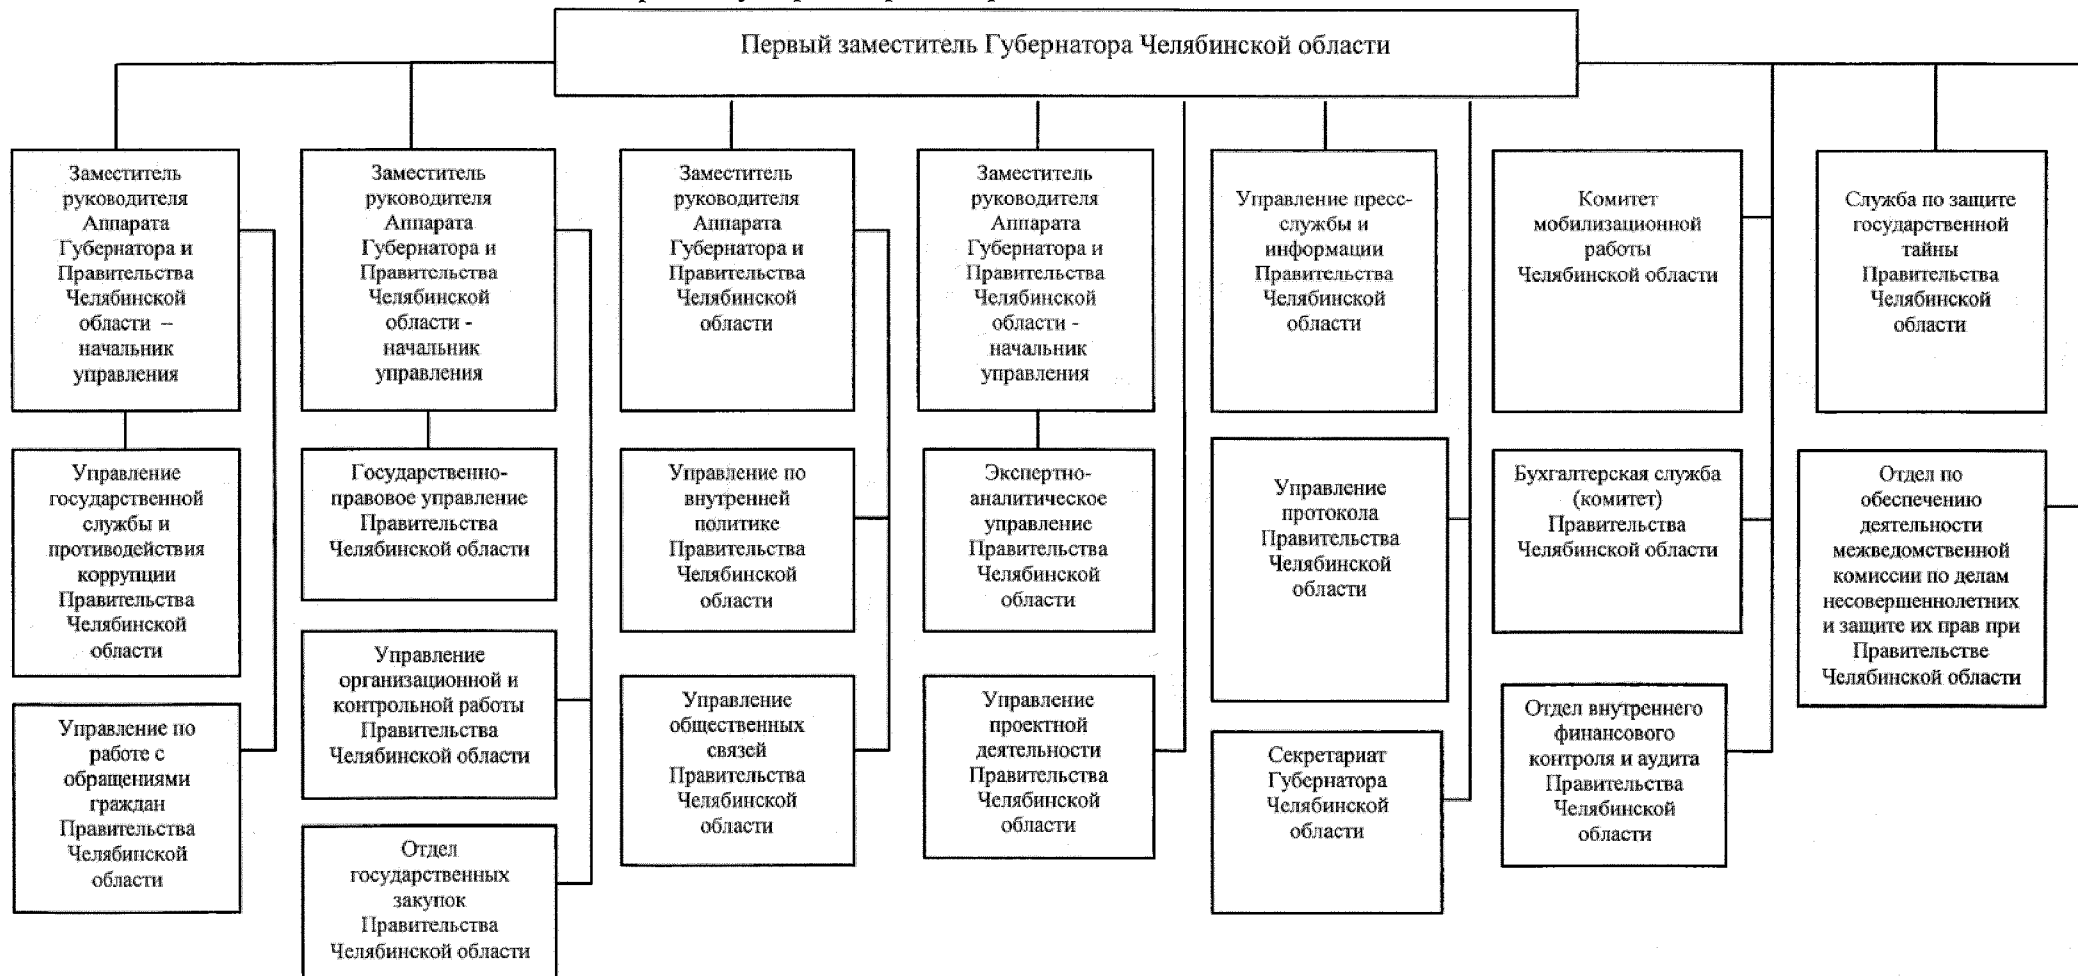 Первый заместитель Губернатора Челябинской области
Заместитель
руководителя
Аппарата
Губернатора и
Правительства
Челябинской
области –
начальник
управления
Заместитель
руководителя
Аппарата
Губернатора и
Правительства
Челябинской
области -
начальник
управления
Заместитель
руководителя
Аппарата
Губернатора и
Правительства
Челябинской
области
Заместитель
руководителя
Аппарата
Губернатора и
Правительства
Челябинской
области -
начальник
управления
Управление пресс-
службы и
информации
Правительства
Челябинской
области
Комитет
мобилизационной
работы
Челябинской области
Служба по защите
государственной
тайны
Правительства
Челябинской
области
Управление
государственной
службы и
противодействия
коррупции
Правительства
Челябинской
области
Государственно-
правовое управление
Правительства
Челябинской области
Управление по
внутренней
политике
Правительства
Челябинской
области
Экспертно-
аналитическое
управление
Правительства
Челябинской
области
Управление
протокола
Правительства
Челябинской
области
Бухгалтерская служба
(комитет)
Правительства
Челябинской области
Отдел по
обеспечению
деятельности
межведомственной
комиссии по делам
несовершеннолетних
и защите их прав при
Правительстве
Челябинской области
Управление по
работе с
обращениями
граждан
Правительства
Челябинской
области
Управление
организационной и
контрольной работы
Правительства
Челябинской области
Управление
общественных
связей
Правительства
Челябинской
области
Управление
проектной
деятельности
Правительства
Челябинской
области
Секретариат
Губернатора
Челябинской
области
Отдел внутреннего
финансового
контроля и аудита
Правительства
Челябинской
области
Отдел
государственных
закупок
Правительства
Челябинской области